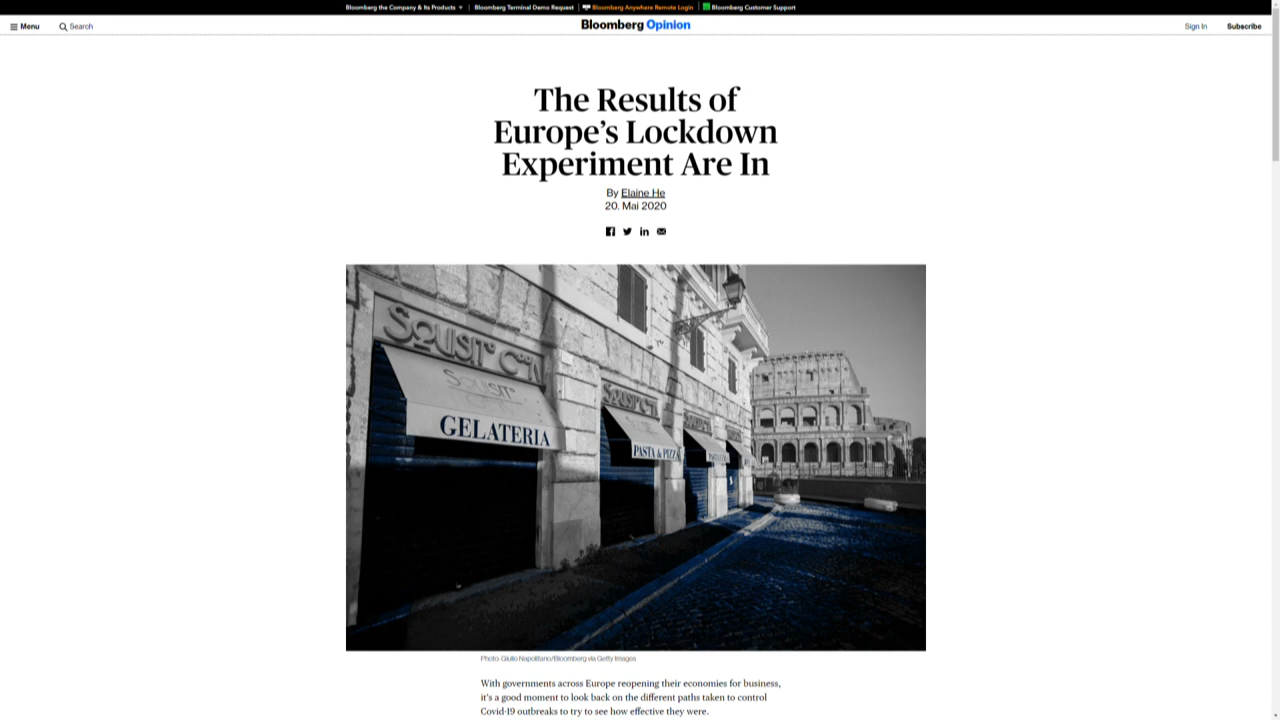 Bloomberg the Company & Its Products
Bloomberg Terminal Demo Request
Bloomberg Anywhere Remote Login
Bloomberg Customer Support
Menu
Search
Bloomberg Opinion
Sign In
Subscribe
The Results of
Europe's Lockdown
Experiment Are In
By Elaine He
20. Mai 2020
GELATERIA
PASTA & PIZZA
Photo: Giulio Napolitano/Bloomberg via Getty Images
With governments across Europe reopening their economies for business,
it's a good moment to look back on the different paths taken to control
Covid-19 outbreaks to try to see how effective they were.